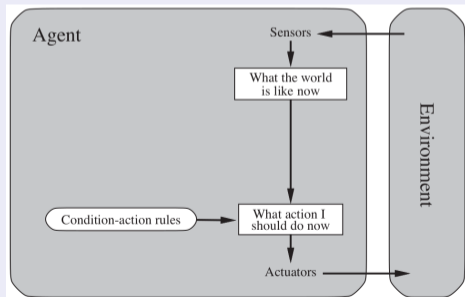 Agent
Sensors
What the world
is like now
Environment
Condition-action rules
What action I
should do now
Actuators